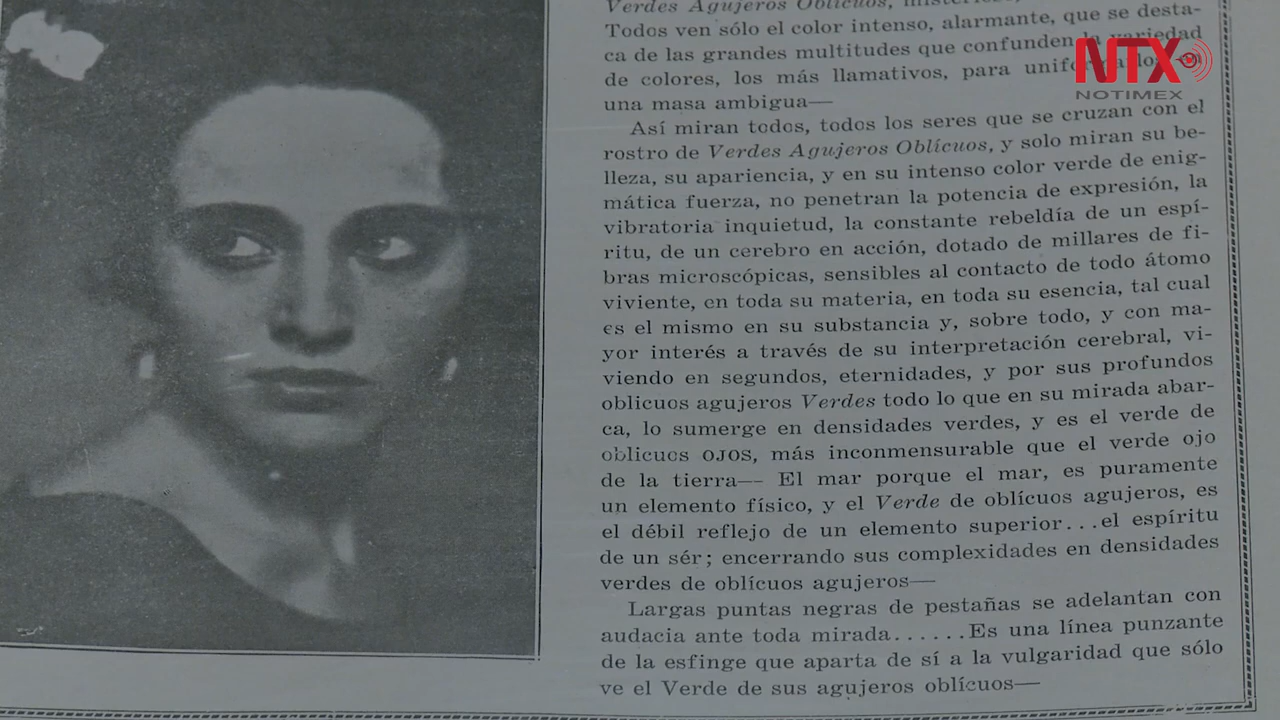 Verdes Agujeros Oblícuos,
Todos ven sólo el color intenso, alarmante, que se desta-
ca de las grandes multitudes que confunden la variedad
de colores, los más llamativos, para
una masa ambigua—
Así miran todos, todos los seres que se cruzan con el
rostro de Verdes Agujeros Oblícuos, y solo miran su be-
lleza, su apariencia, y en su intenso color verde de enig-
mática fuerza, no penetran la potencia de expresión, la
vibratoria inquietud, la constante rebeldía de un espí-
ritu, de un cerebro en acción, dotado de millares de fi-
bras microscópicas, sensibles al contacto de todo átomo
viviente, en toda su materia, en toda su esencia, tal cual
es el mismo en su substancia y, sobre todo, y con ma-
yor interés a través de su interpretación cerebral, vi-
viendo en segundos, eternidades, y por sus profundos
oblicuos agujeros Verdes todo lo que en su mirada abar-
ca, lo sumerge en densidades verdes, y es el verde de
oblicuos OJOS, más inconmensurable que el verde ojo
de la tierra— El mar porque el mar, es puramente
un elemento físico, y el Verde de oblícuos agujeros, es
el débil reflejo de un elemento superior...el espíritu
de un sér; encerrando sus complexidades en densidades
verdes de oblícuos agujeros—
Largas puntas negras de pestañas se adelantan con
audacia ante toda mirada......Es una línea punzante
de la esfinge que aparta de sí a la vulgaridad que sólo
ve el Verde de sus agujeros oblícuos—
NTX
NOTIMEX